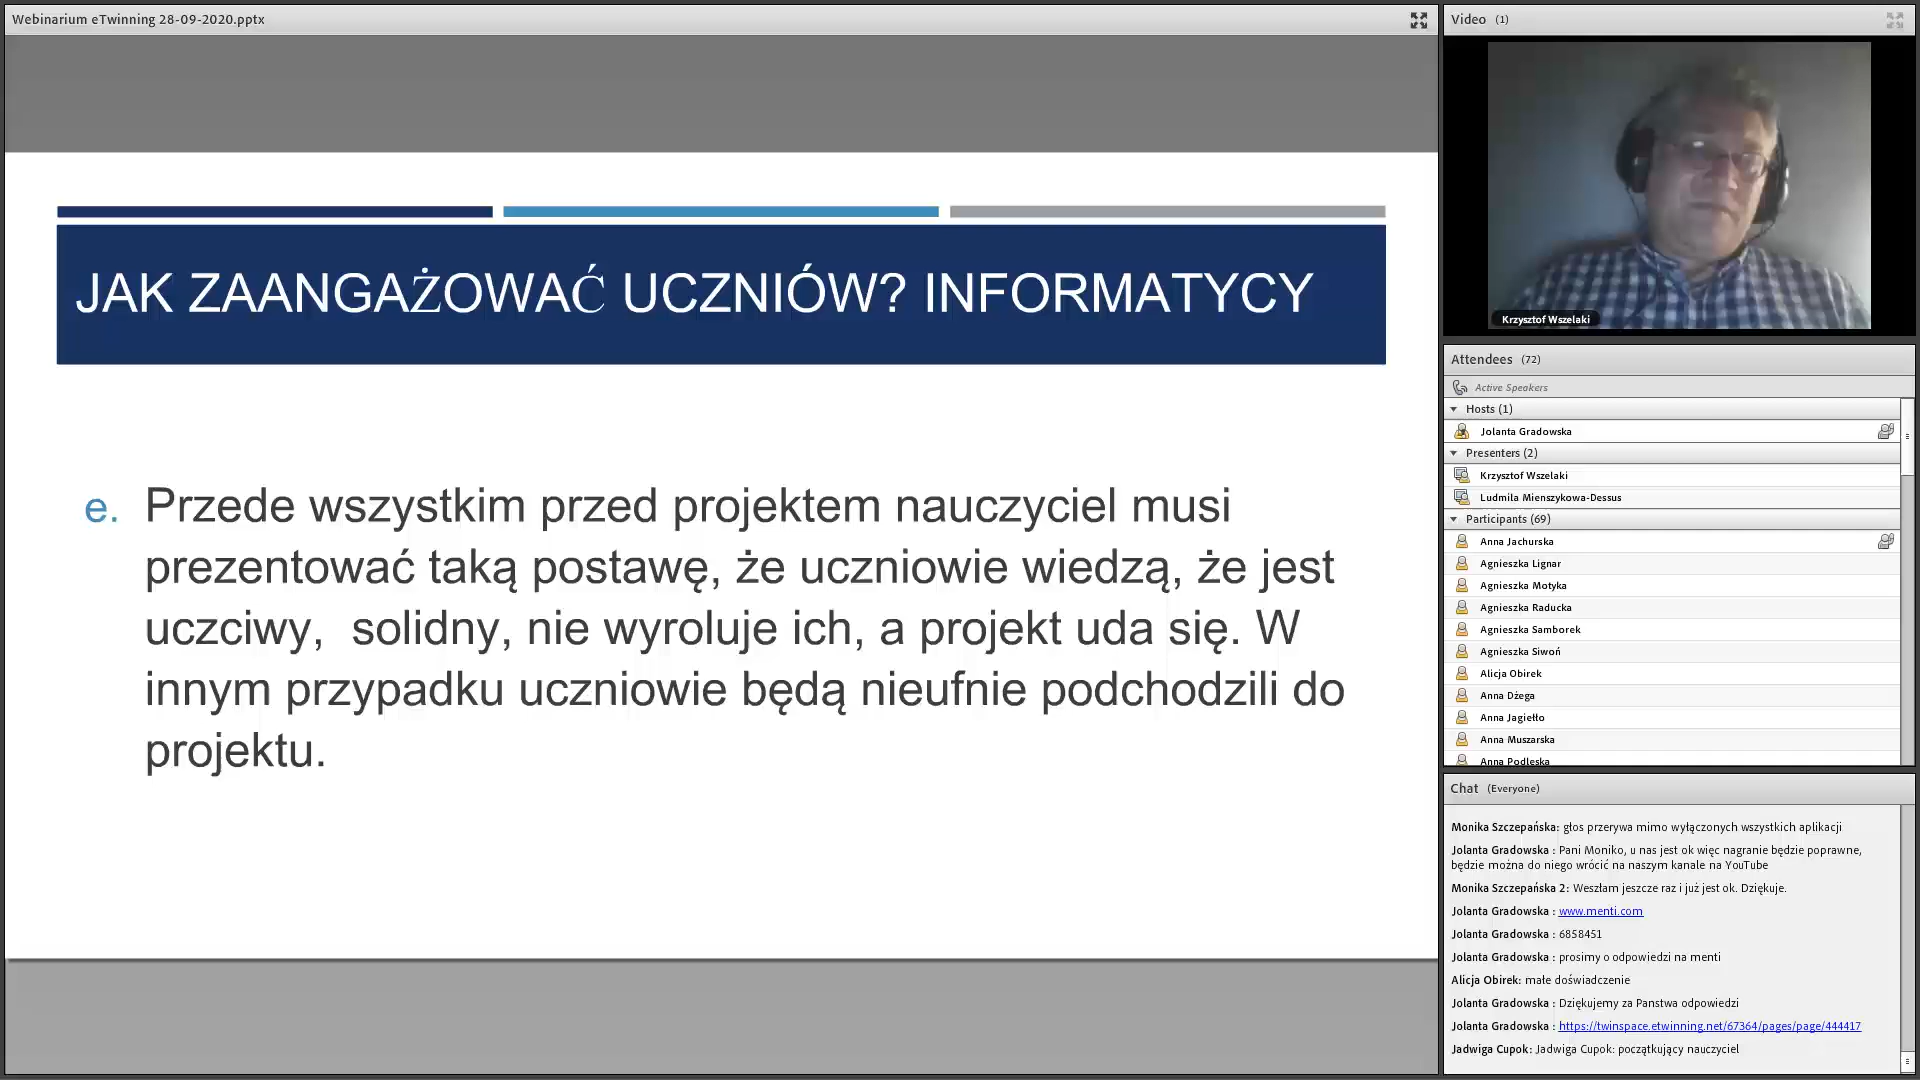 Webinarium eTwinning 28-09-2020.pptx
JAK ZAANGAŻOWAĆ UCZNIÓW? INFORMATYCY
e. Przede wszystkim przed projektem nauczyciel musi
prezentować taką postawę, że uczniowie wiedzą, że jest
uczciwy,  solidny, nie wyroluje ich, a projekt uda się. W
innym przypadku uczniowie będą nieufnie podchodzili do
projektu.
Video (1)
Krzysztof Wszelaki
Attendees (72)
Active Speakers
Hosts (1)
Jolanta Gradowska
Presenters (2)
Krzysztof Wszelaki
Ludmila Mienszykowa-Dessus
Participants (69)
Anna Jachurska
Agnieszka Lignar
Agnieszka Motyka
Agnieszka Raducka
Agnieszka Samborek
Agnieszka Siwoń
Alicja Obirek
Anna Dżega
Anna Jagiełło
Anna Muszarska
Anna Podleska
Chat (Everyone)
Monika Szczepańska: głos przerywa mimo wyłączonych wszystkich aplikacji
Jolanta Gradowska : Pani Moniko, u nas jest ok więc nagranie będzie poprawne,
będzie można do niego wrócić na naszym kanale na YouTube
Monika Szczepańska 2: Weszłam jeszcze raz i już jest ok. Dziękuje.
Jolanta Gradowska : www.menti.com
Jolanta Gradowska : 6858451
Jolanta Gradowska : prosimy o odpowiedzi na menti
Alicja Obirek: małe doświadczenie
Jolanta Gradowska : Dziękujemy za Panstwa odpowiedzi
Jolanta Gradowska : https://twinspace.etwinning.net/67364/pages/page/444417
Jadwiga Cupok: Jadwiga Cupok: początkujący nauczyciel